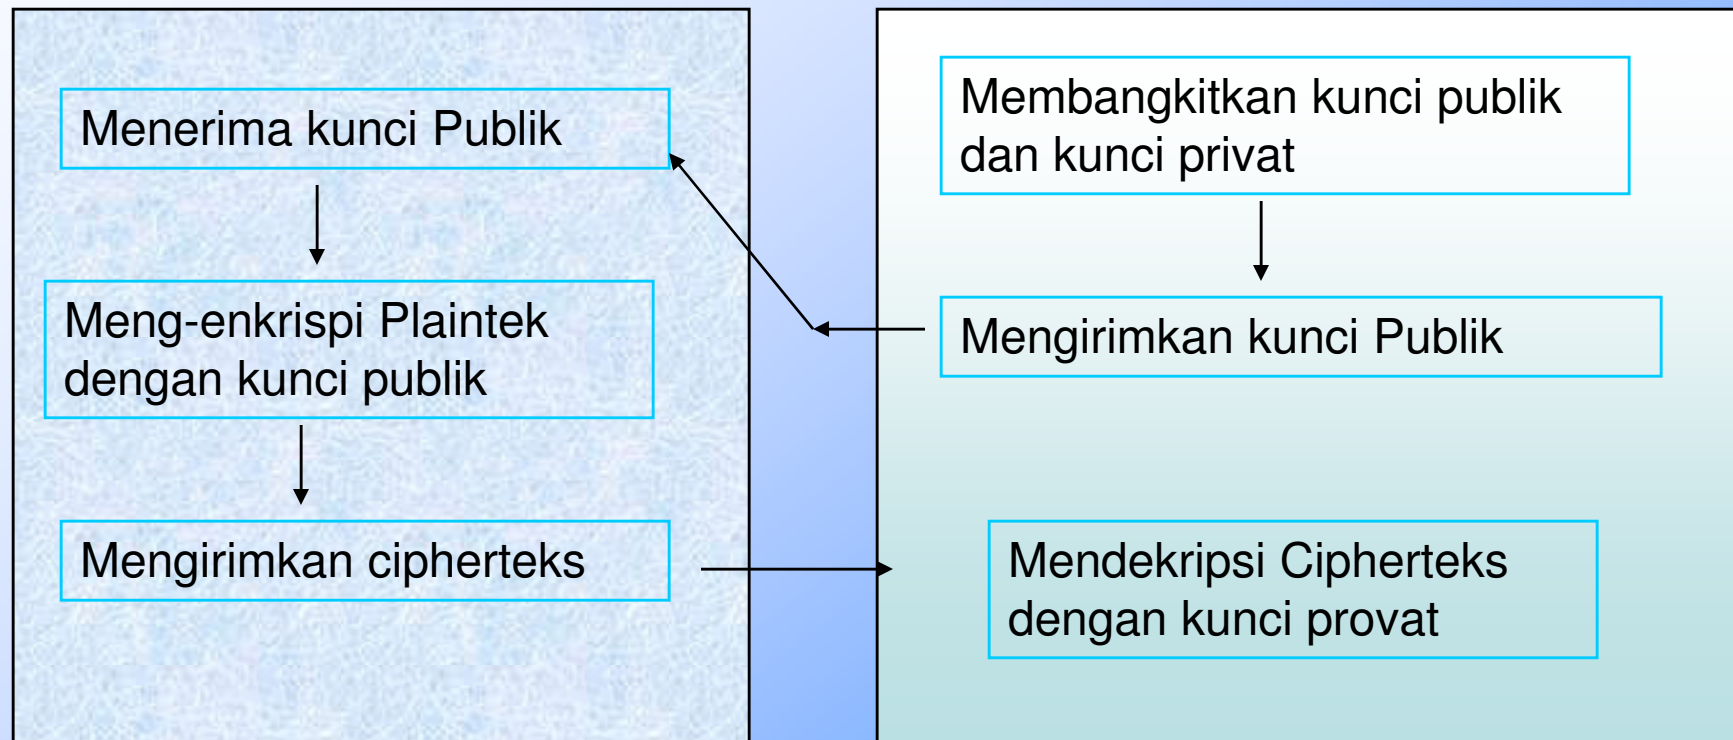 Menerima kunci Publik
Meng-enkrispi Plaintek
dengan kunci publik
Mengirimkan cipherteks
Membangkitkan kunci publik
dan kunci privat
Mengirimkan kunci Publik
Mendekripsi Cipherteks
dengan kunci provat